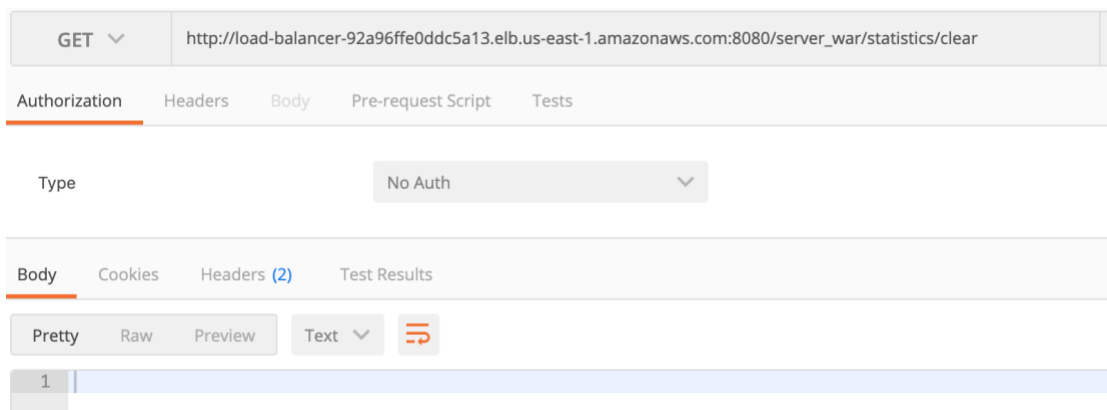 GET http://load-balancer-92a96ffe0ddc5a13.elb.us-east-1.amazonaws.com:8080/server_war/statistics/clear
Authorization Headers Body Pre-request Script Tests
Type No Auth
Body Cookies Headers (2) Test Results
Pretty Raw Preview Text
1